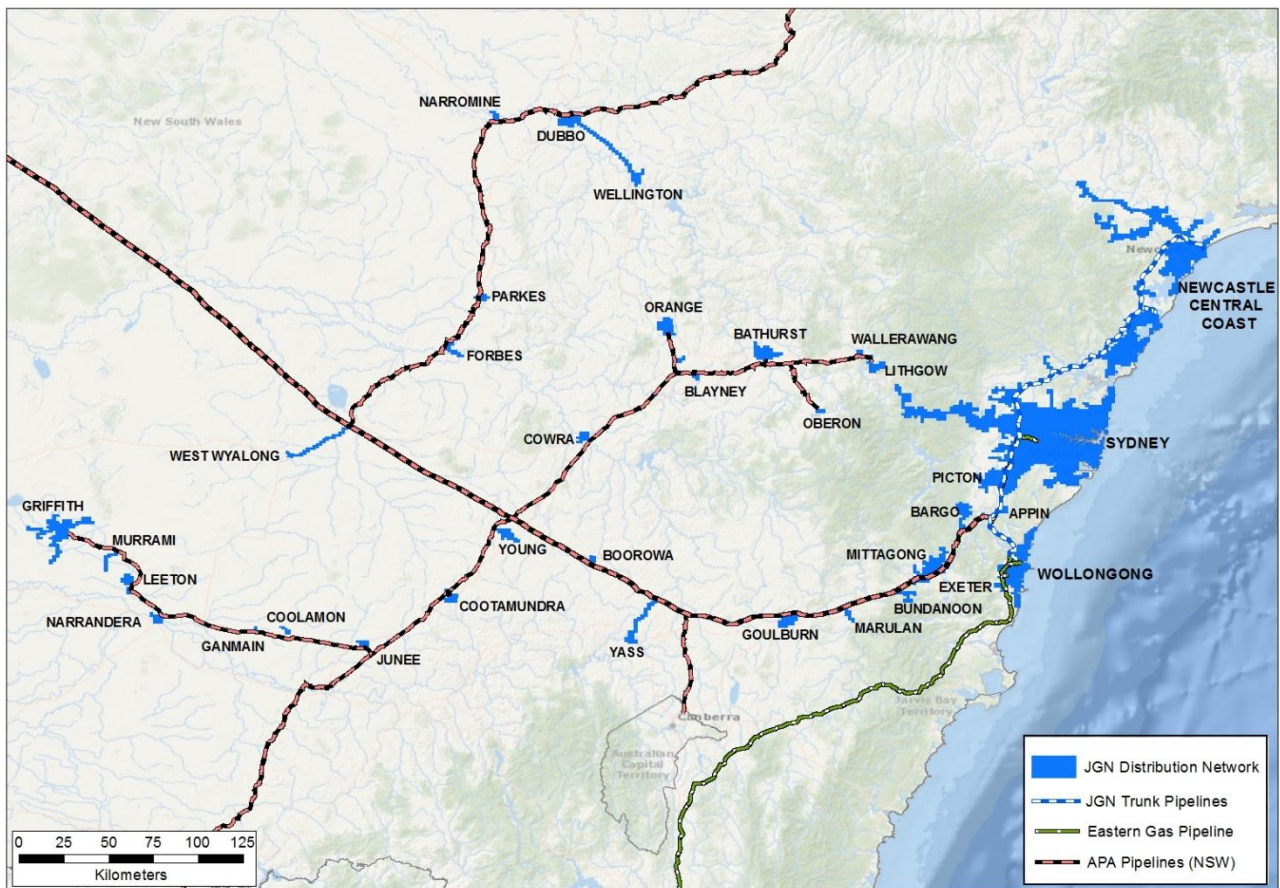 NARROMINE
New South Wales
DUBBO
WELLINGTON
NEWCASTLE
CENTRAL
COAST
PARKES
ORANGE
BATHURST
WALLERAWANG
FORBES
LITHGOW
BLAYNEY
OBERON
COWRA
SYDNEY
WEST WYALONG
PICTON
GRIFFITH
BARGO
APPIN
MURRAMI
YOUNG
BOOROWA
MITTAGONG
LEETON
EXETER
WOLLONGONG
COOTAMUNDRA
BUNDANOON
NARRANDERA
COOLAMON
GOULBURN
MARULAN
GANMAIN
JUNEE
YASS
Jarvis Bay
Territory
Canberra
Australian
Capital
Territory
JGN Distribution Network
JGN Trunk Pipelines
Eastern Gas Pipeline
APA Pipelines (NSW)
0 25 50 75 100 125
Kilometers